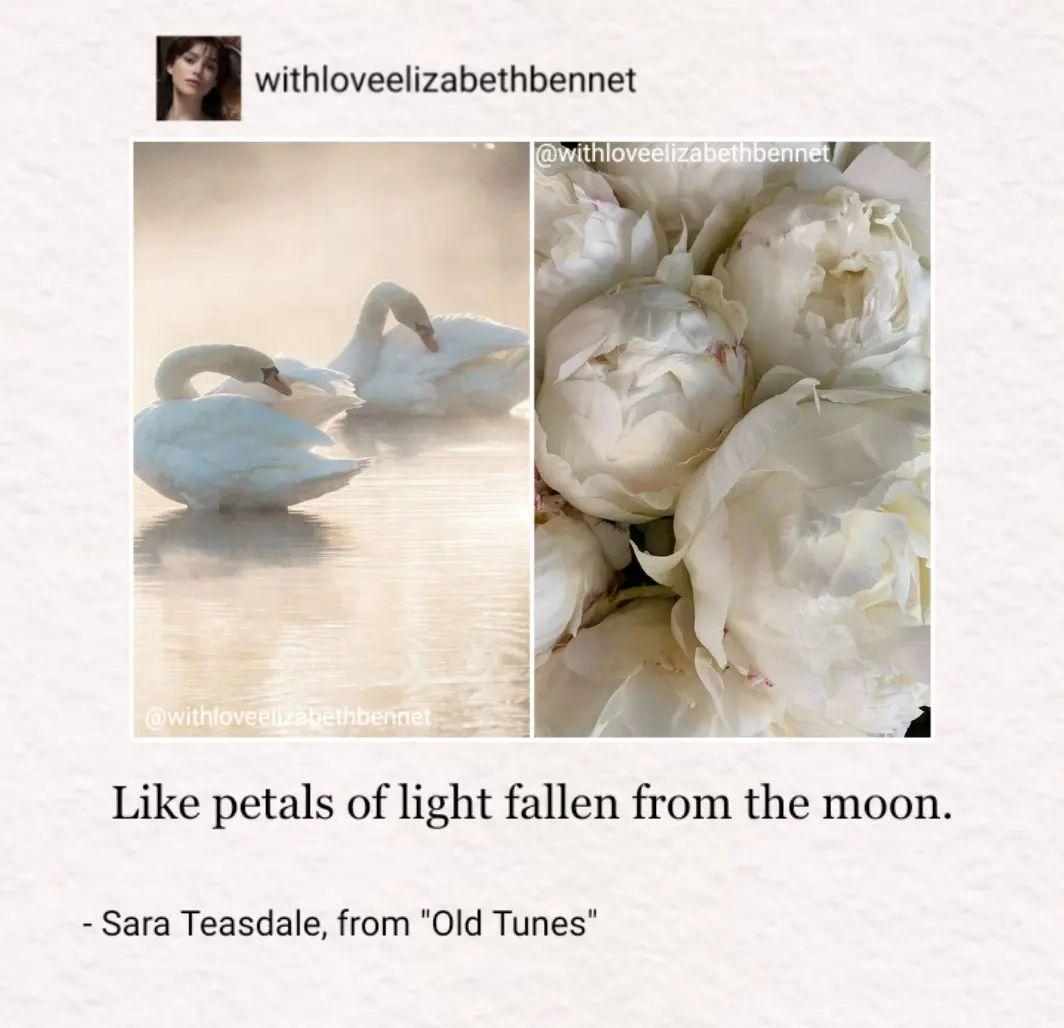 withloveelizabethbennet
@withloveelizabethbennet
@withloveelizabethbennet
Like petals of light fallen from the moon.
- Sara Teasdale, from "Old Tunes"